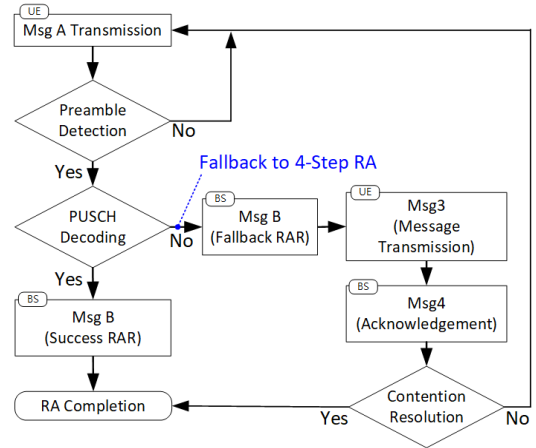 UE
Msg A Transmission
Preamble
Detection
No
Yes
Fallback to 4-Step RA
PUSCH
Decoding
No
BS
Msg B
(Fallback RAR)
UE
Msg3
(Message
Transmission)
Yes
BS
Msg B
(Success RAR)
BS
Msg4
(Acknowledgement)
RA Completion
Contention
Resolution
Yes
No